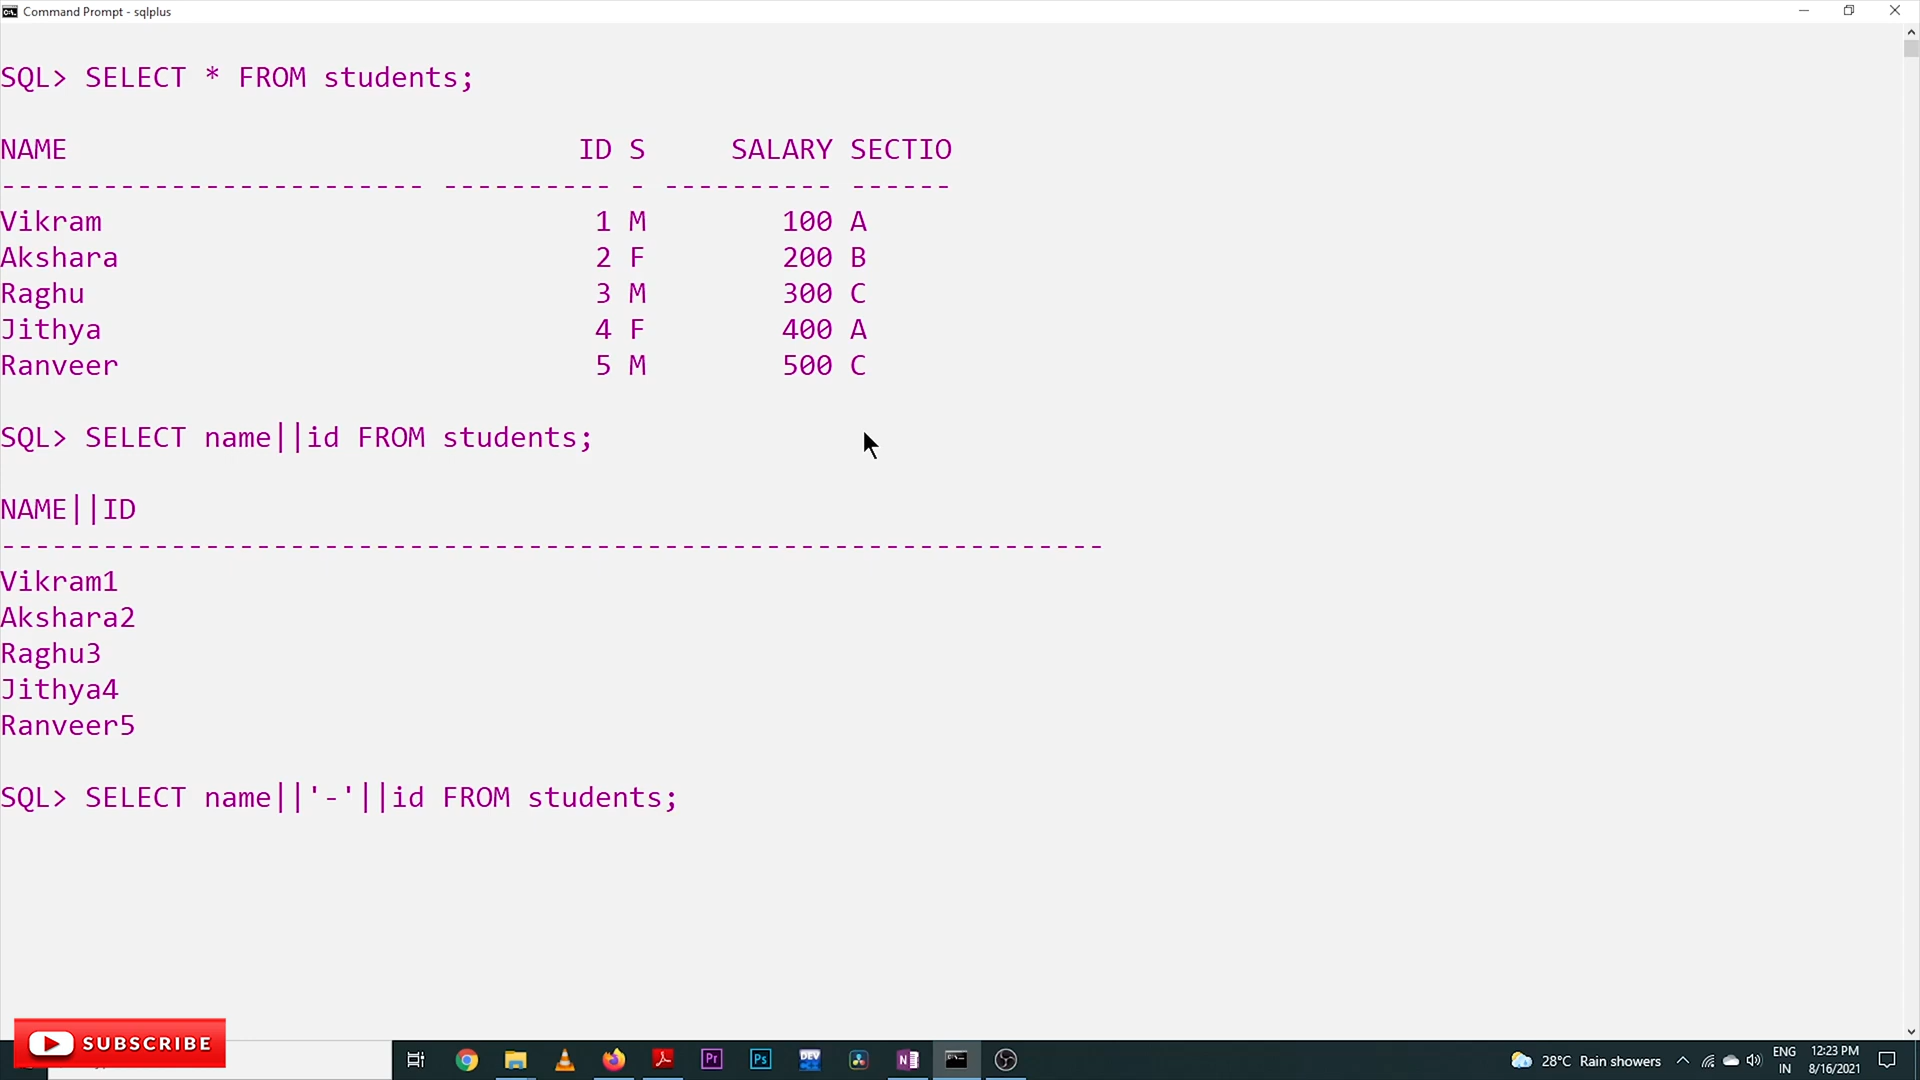 Command Prompt - sqlplus
SQL> SELECT * FROM students;
NAME ID S SALARY SECTIO
------------------------- ---------- - ---------- ------
Vikram 1 M 100 A
Akshara 2 F 200 B
Raghu 3 M 300 C
Jithya 4 F 400 A
Ranveer 5 M 500 C
SQL> SELECT name||id FROM students;
NAME||ID
-----------------------------------------------------------------
Vikram1
Akshara2
Raghu3
Jithya4
Ranveer5
SQL> SELECT name||'-'||id FROM students;
SUBSCRIBE
Pr
Ps
DEV
N
28°C Rain showers
ENG
IN
12:23 PM
8/16/2021